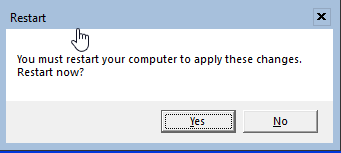 Restart
You must restart your computer to apply these changes.
Restart now?
Yes
No